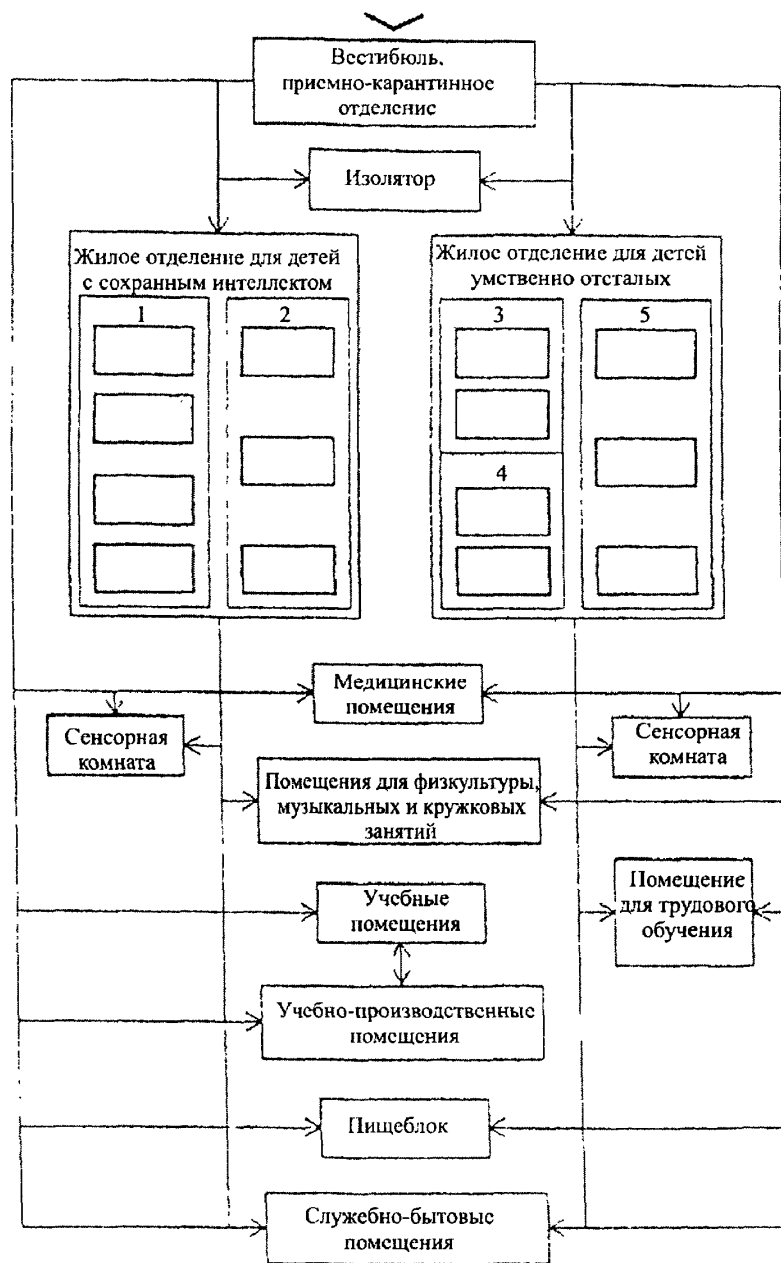 Вестибюль,
приемно-карантинное
отделение
Изолятор
Жилое отделение для детей
с сохранным интеллектом
1
2
Жилое отделение для детей
умственно отсталых
3
5
4
Медицинские
помещения
Сенсорная
комната
Сенсорная
комната
Помещения для физкультуры,
музыкальных и кружковых
занятий
Учебные
помещения
Помещение
для трудового
обучения
Учебно-производственные
помещения
Пищеблок
Служебно-бытовые
помещения